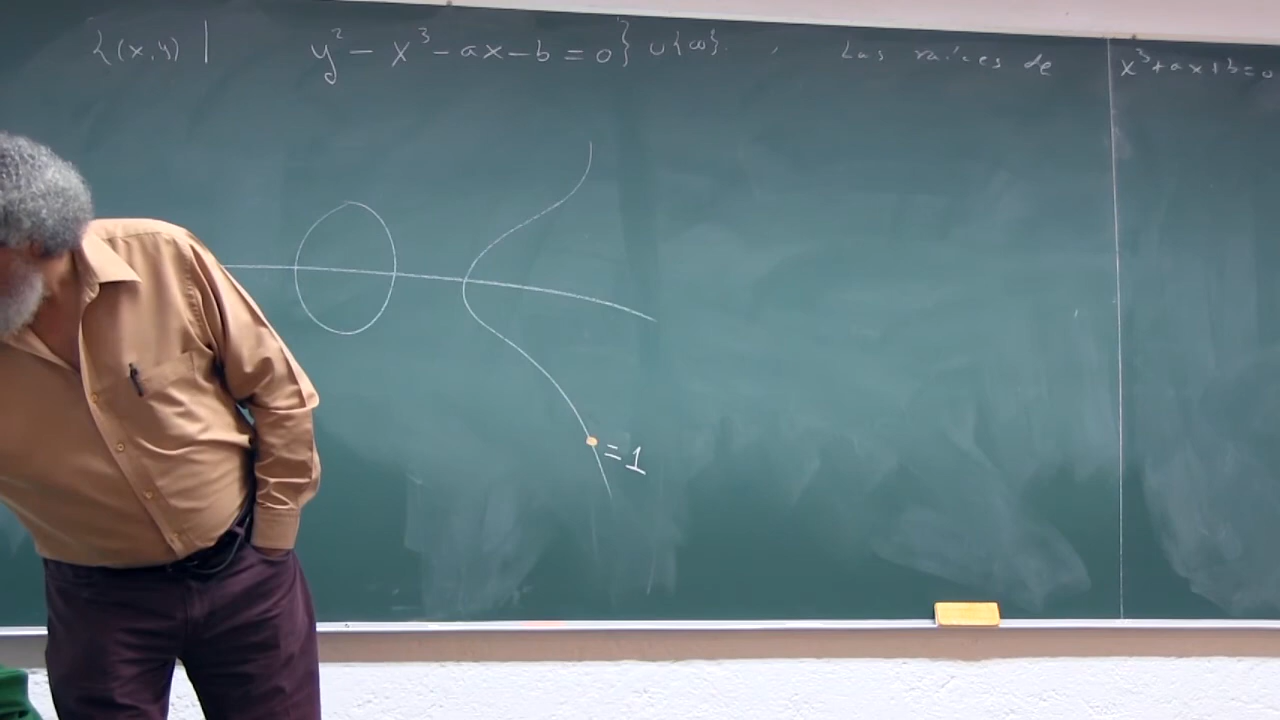 {(x,y) | y² - x³ - ax - b = 0} ∪ {∞}. , Las raíces de x³+ax+b=0
= 1